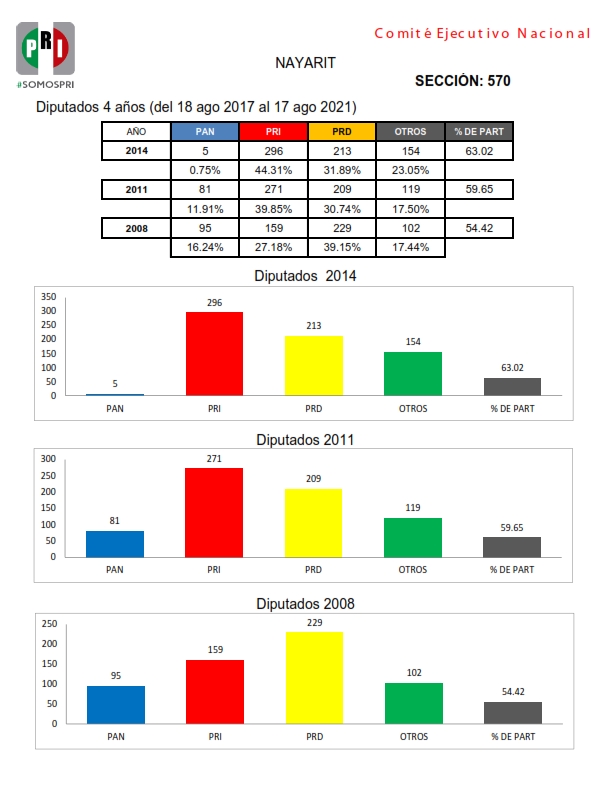 Comité Ejecutivo Nacional
PRI
#SOMOSPRI
NAYARIT
SECCIÓN: 570
Diputados 4 años (del 18 ago 2017 al 17 ago 2021)
AÑO PAN PRI PRD OTROS % DE PART
2014 5 296 213 154 63.02
0.75% 44.31% 31.89% 23.05%
2011 81 271 209 119 59.65
11.91% 39.85% 30.74% 17.50%
2008 95 159 229 102 54.42
16.24% 27.18% 39.15% 17.44%
Diputados 2014
350
300
250
200
150
100
50
0
5 296 213 154 63.02
PAN PRI PRD OTROS % DE PART
Diputados 2011
300
250
200
150
100
50
0
81 271 209 119 59.65
PAN PRI PRD OTROS % DE PART
Diputados 2008
250
200
150
100
50
0
95 159 229 102 54.42
PAN PRI PRD OTROS % DE PART